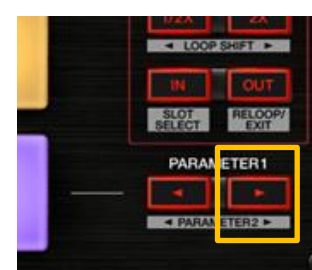 1/2X 2X
◄ LOOP SHIFT ►
IN OUT
SLOT SELECT RELOOP/ EXIT
PARAMETER1
◄ ►
◄ PARAMETER2 ►